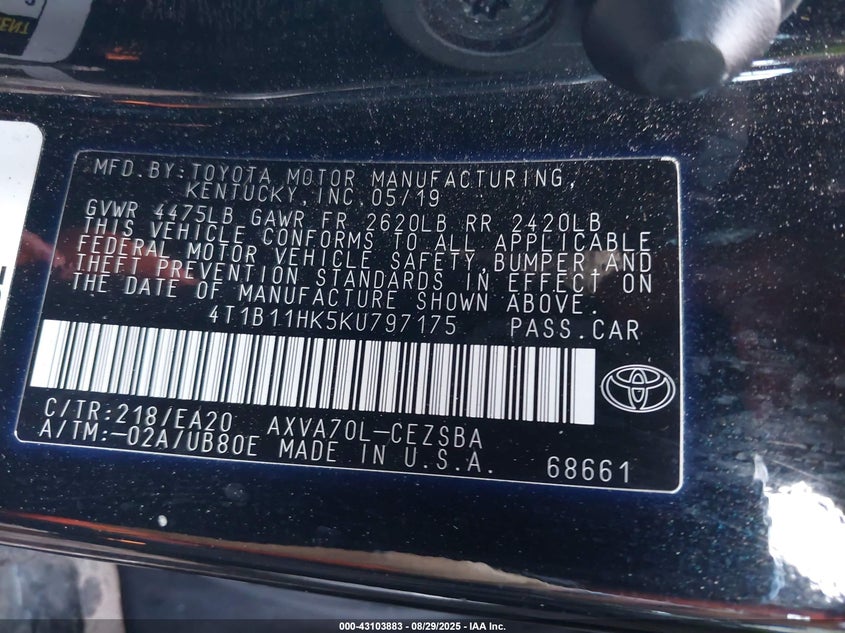 MFD.BY:TOYOTA MOTOR MANUFACTURING,
KENTUCKY,INC.05/19
GVWR 4475LB GAWR FR 2620LB RR 2420LB
THIS VEHICLE CONFORMS TO ALL APPLICABLE
FEDERAL MOTOR VEHICLE SAFETY,BUMPER,AND
THEFT PREVENTION STANDARDS IN EFFECT ON
THE DATE OF MANUFACTURE SHOWN ABOVE.
4T1B11HK5KU797175 PASS.CAR
C/TR:218/EA20 AXVA70L-CEZSBA
A/TM:-02A/UB80E MADE IN U.S.A. 68661
000-43103883 - 08/29/2025 - IAA Inc.